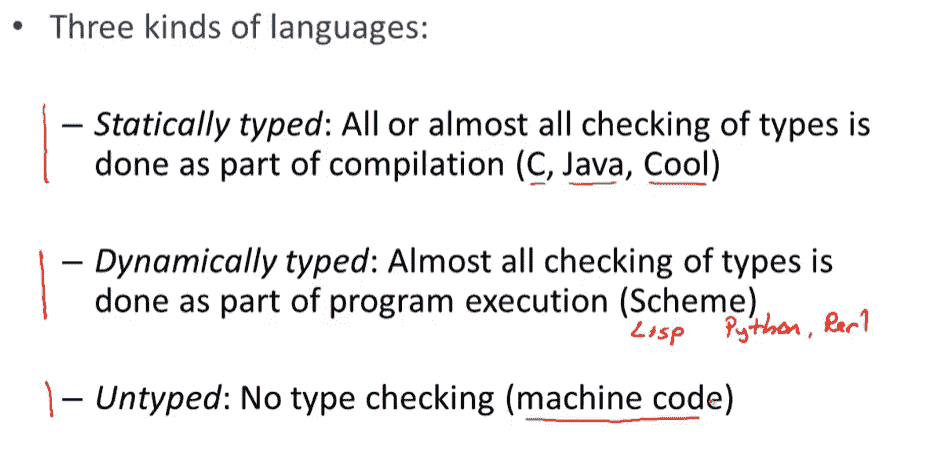 • Three kinds of languages:
– Statically typed: All or almost all checking of types is
done as part of compilation (C, Java, Cool)
– Dynamically typed: Almost all checking of types is
done as part of program execution (Scheme)
Lisp Python, Perl
– Untyped: No type checking (machine code)